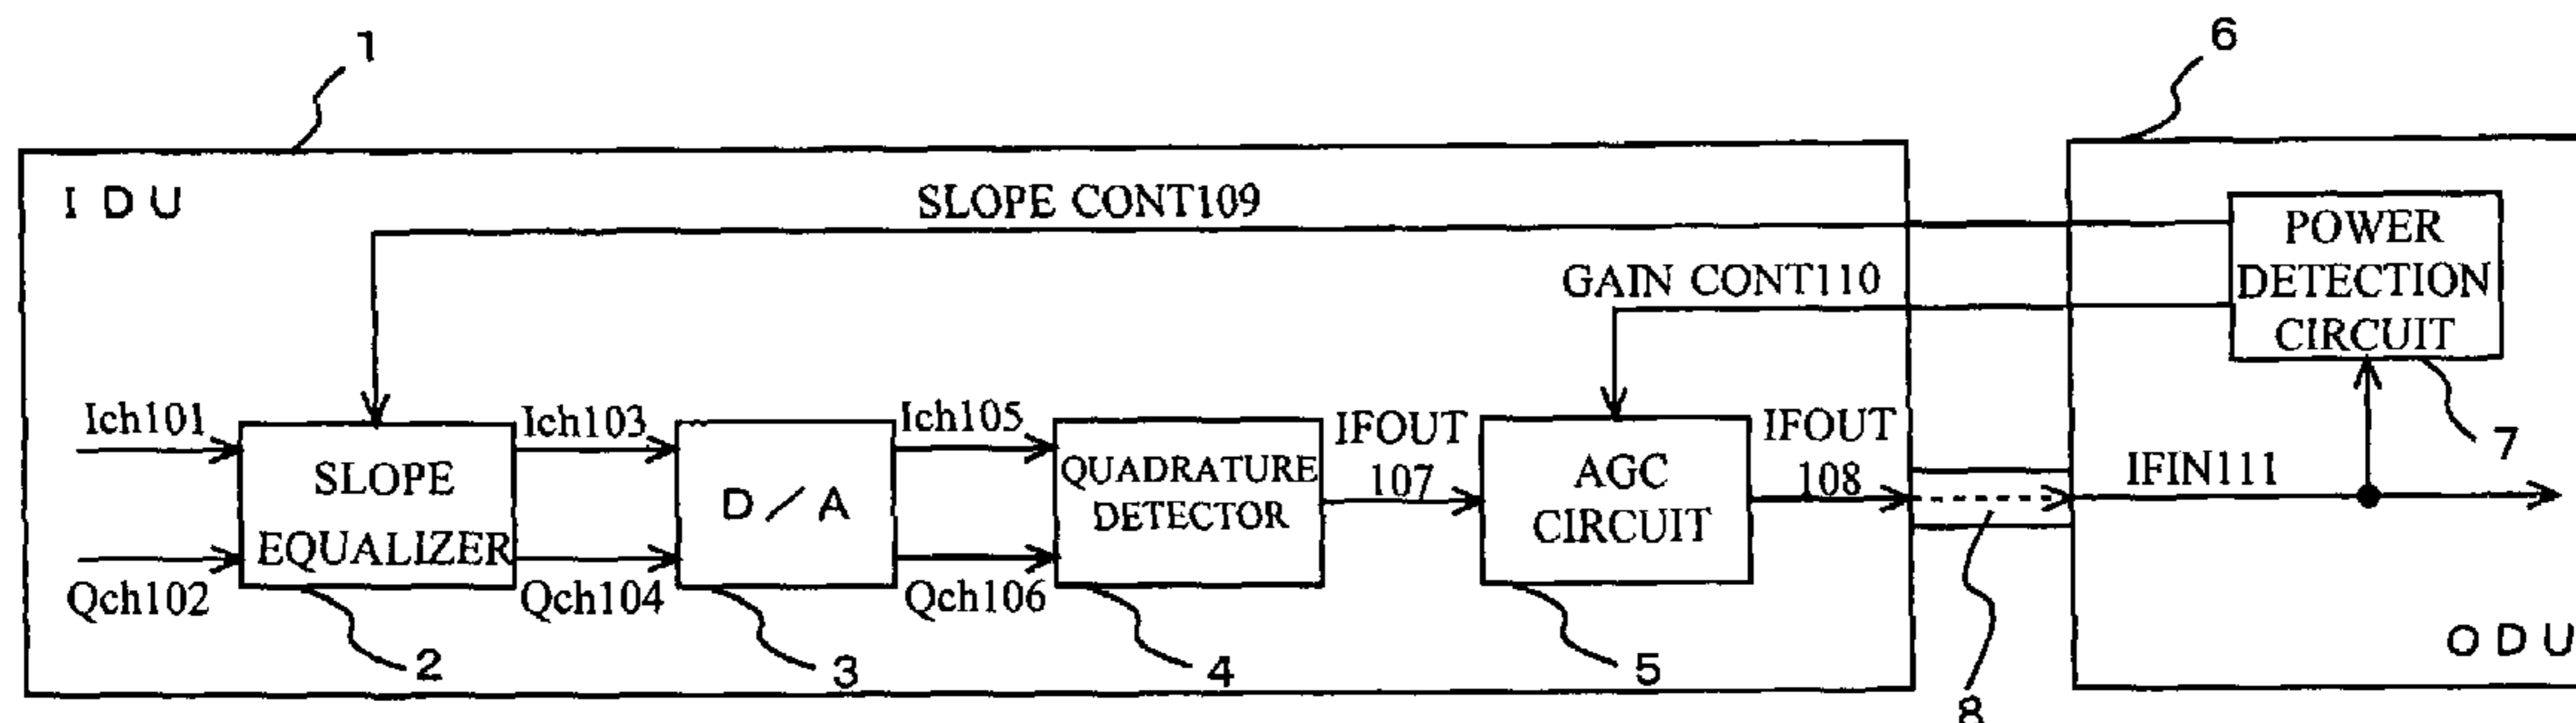 1
6
I D U
SLOPE CONT109
POWER
DETECTION
CIRCUIT
GAIN CONT110
7
Ich101
Ich103
Ich105
IFOUT
107
IFOUT
108
IFIN111
SLOPE
EQUALIZER
D/A
QUADRATURE
DETECTOR
AGC
CIRCUIT
Qch102
Qch104
Qch106
2
3
4
5
8
O D U